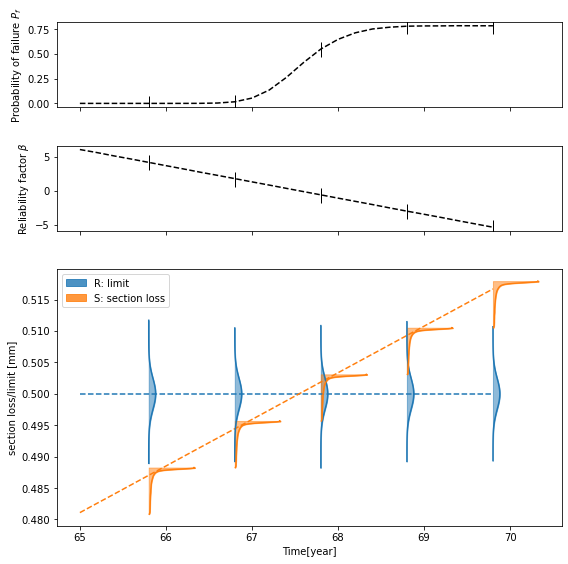 Probability of failure $P_f$
0.75
0.50
0.25
0.00
Reliability factor β
5
0
−5
section loss/limit [mm]
R: limit
S: section loss
0.515
0.510
0.505
0.500
0.495
0.490
0.485
0.480
65 66 67 68 69 70
Time[year]